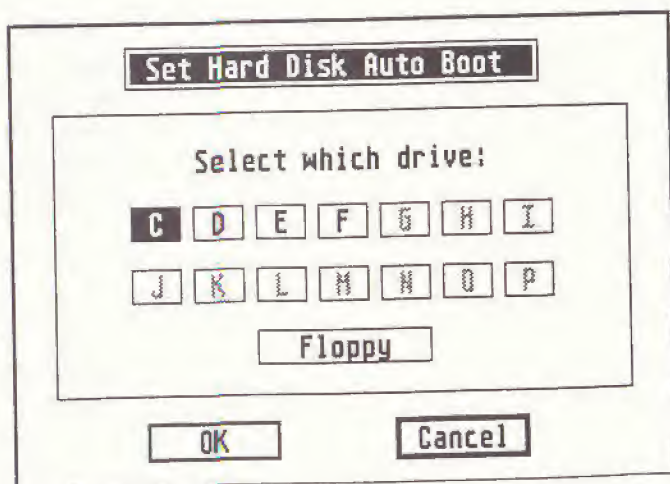 Set Hard Disk Auto Boot
Select which drive:
C D E F G H I
J K L M N O P
Floppy
OK Cancel